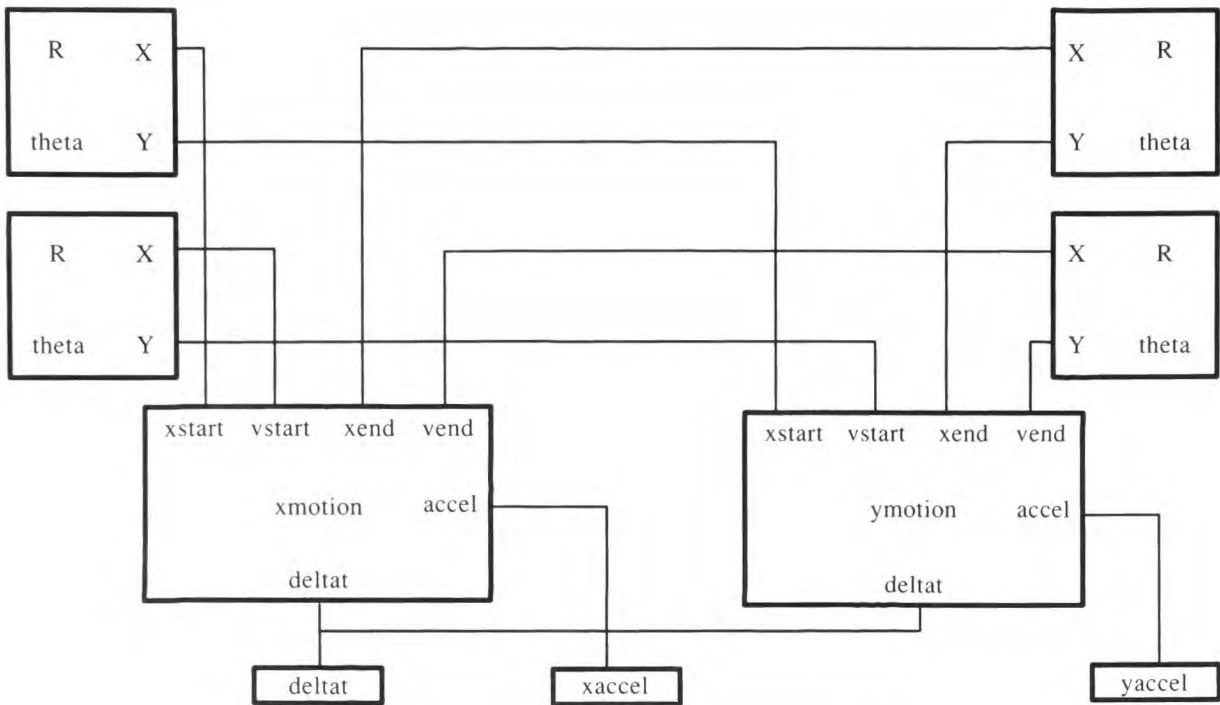 R X
theta Y
X R
Y theta
R X
theta Y
X R
Y theta
xstart vstart xend vend
xmotion accel
deltat
xstart vstart xend vend
ymotion accel
deltat
deltat
xaccel
yaccel